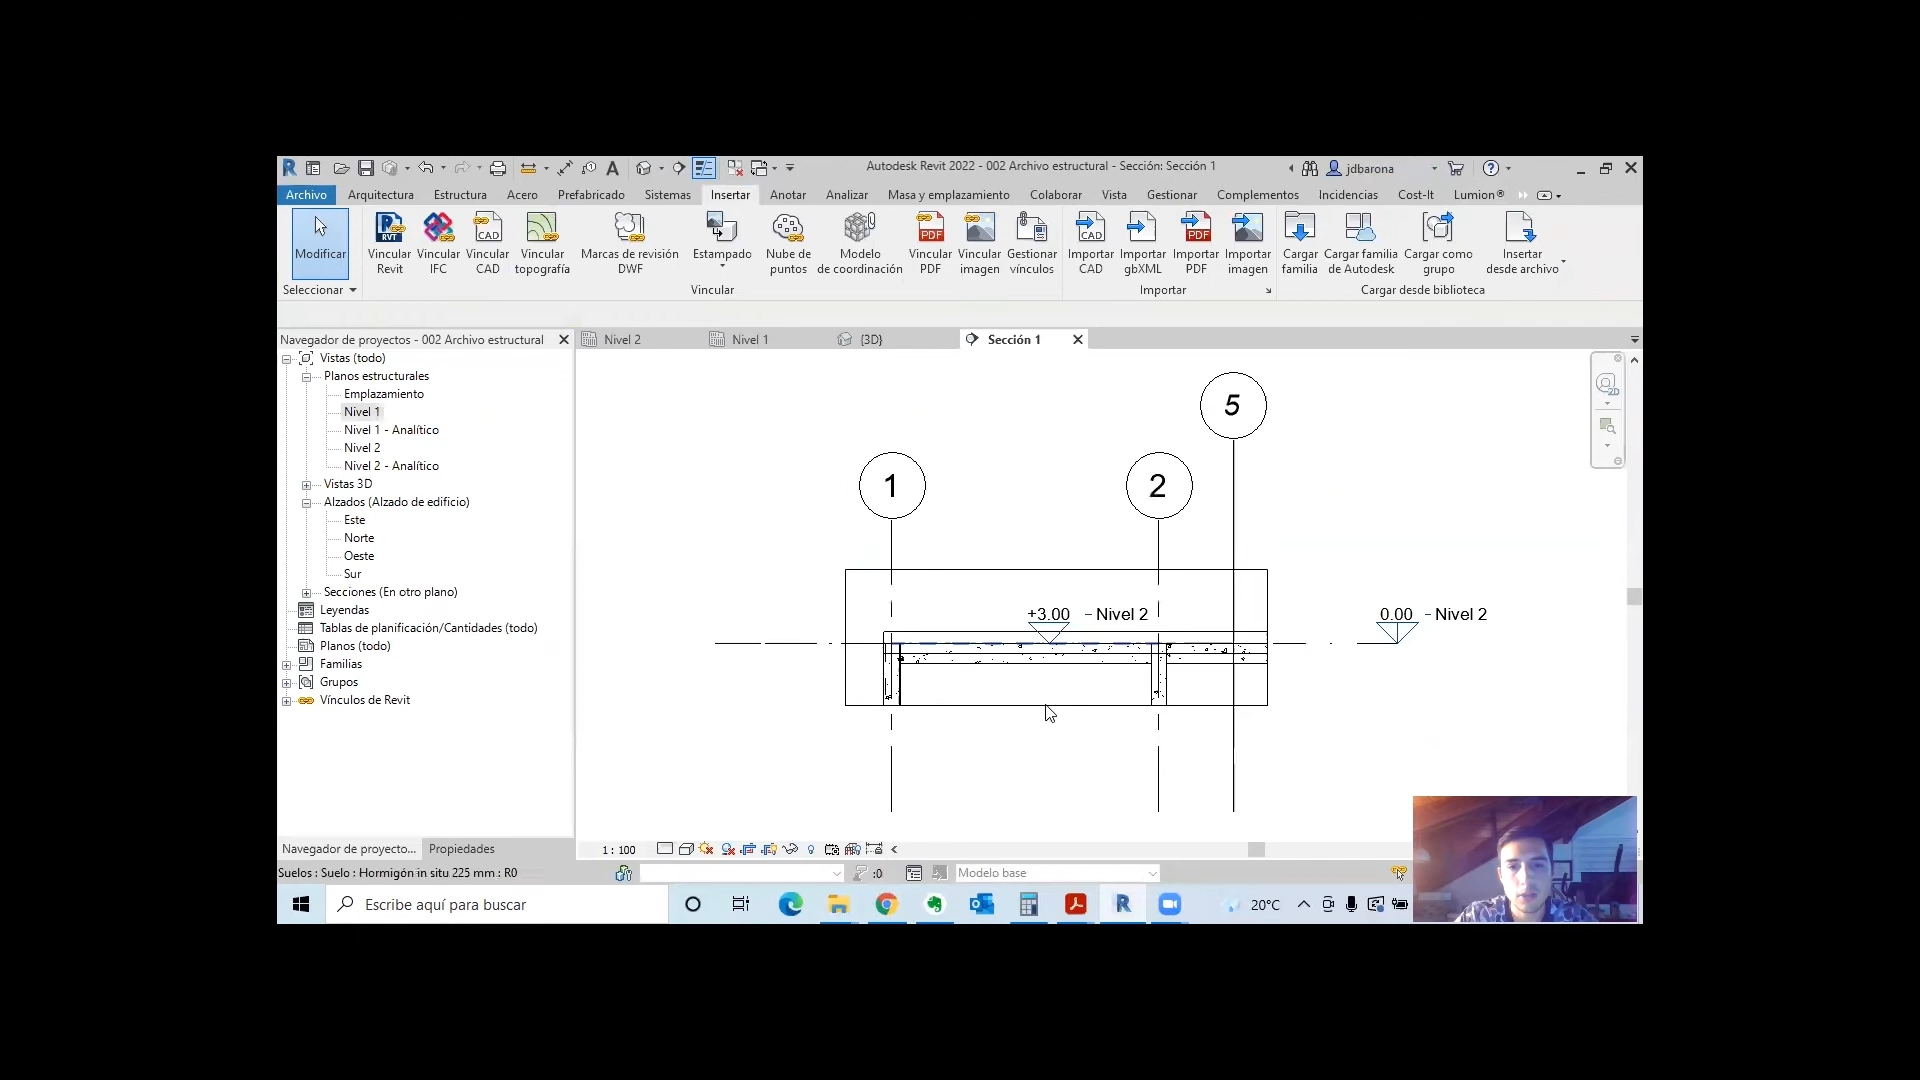 Autodesk Revit 2022 - 002 Archivo estructural - Sección: Sección 1
jdbarona
Archivo Arquitectura Estructura Acero Prefabricado Sistemas Insertar Anotar Analizar Masa y emplazamiento Colaborar Vista Gestionar Complementos Incidencias Cost-It Lumion®
Modificar
Vincular Revit
Vincular IFC
Vincular CAD
Vincular topografía
Marcas de revisión DWF
Estampado
Nube de puntos
Modelo de coordinación
Vincular PDF
Vincular imagen
Gestionar vínculos
Importar CAD
Importar gbXML
Importar PDF
Importar imagen
Cargar familia
Cargar familia de Autodesk
Cargar como grupo
Insertar desde archivo
Seleccionar
Vincular
Importar
Cargar desde biblioteca
Navegador de proyectos - 002 Archivo estructural
Nivel 2
Nivel 1
{3D}
Sección 1
Vistas (todo)
Planos estructurales
Emplazamiento
Nivel 1
Nivel 1 - Analítico
Nivel 2
Nivel 2 - Analítico
Vistas 3D
Alzados (Alzado de edificio)
Este
Norte
Oeste
Sur
Secciones (En otro plano)
Leyendas
Tablas de planificación/Cantidades (todo)
Planos (todo)
Familias
Grupos
Vínculos de Revit
5
1
2
+3.00 - Nivel 2
0.00 - Nivel 2
2D
Navegador de proyecto... Propiedades
1 : 100
Suelos : Suelo : Hormigón in situ 225 mm : R0
:0
Modelo base
Escribe aquí para buscar
20°C